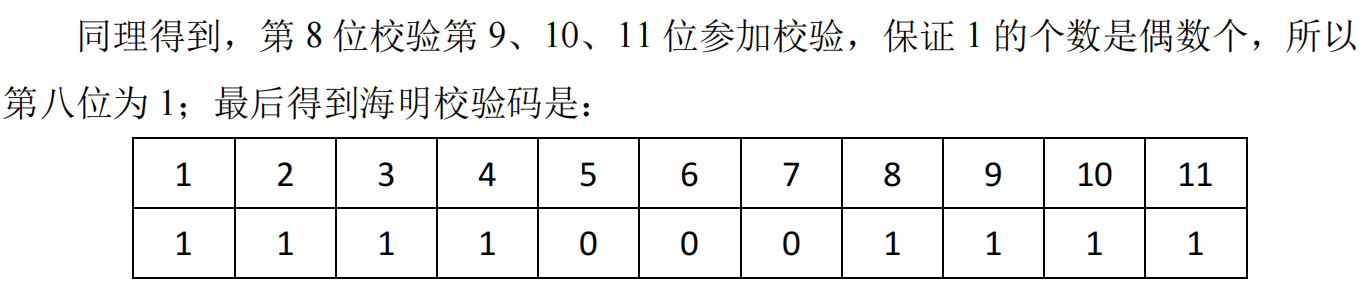 同理得到，第 8 位校验第 9、10、11 位参加校验，保证 1 的个数是偶数个，所以
第八位为 1；最后得到海明校验码是：
1 2 3 4 5 6 7 8 9 10 11
1 1 1 1 0 0 0 1 1 1 1